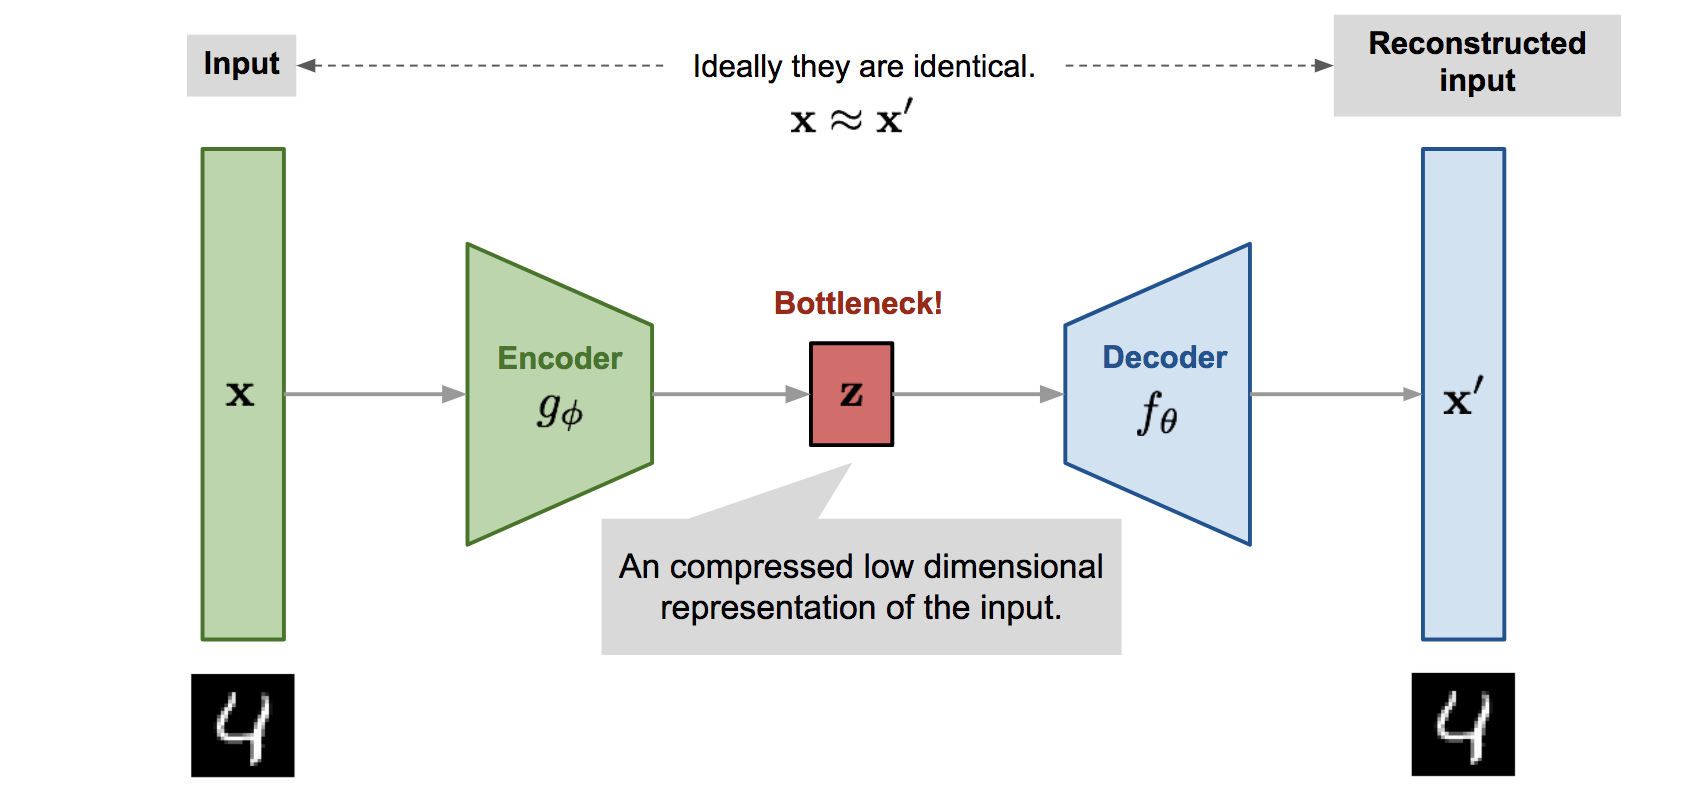 Input
Ideally they are identical.
x ≈ x′
Reconstructed
input
Bottleneck!
Encoder
gϕ
Decoder
fθ
x
z
x′
An compressed low dimensional
representation of the input.
4
4